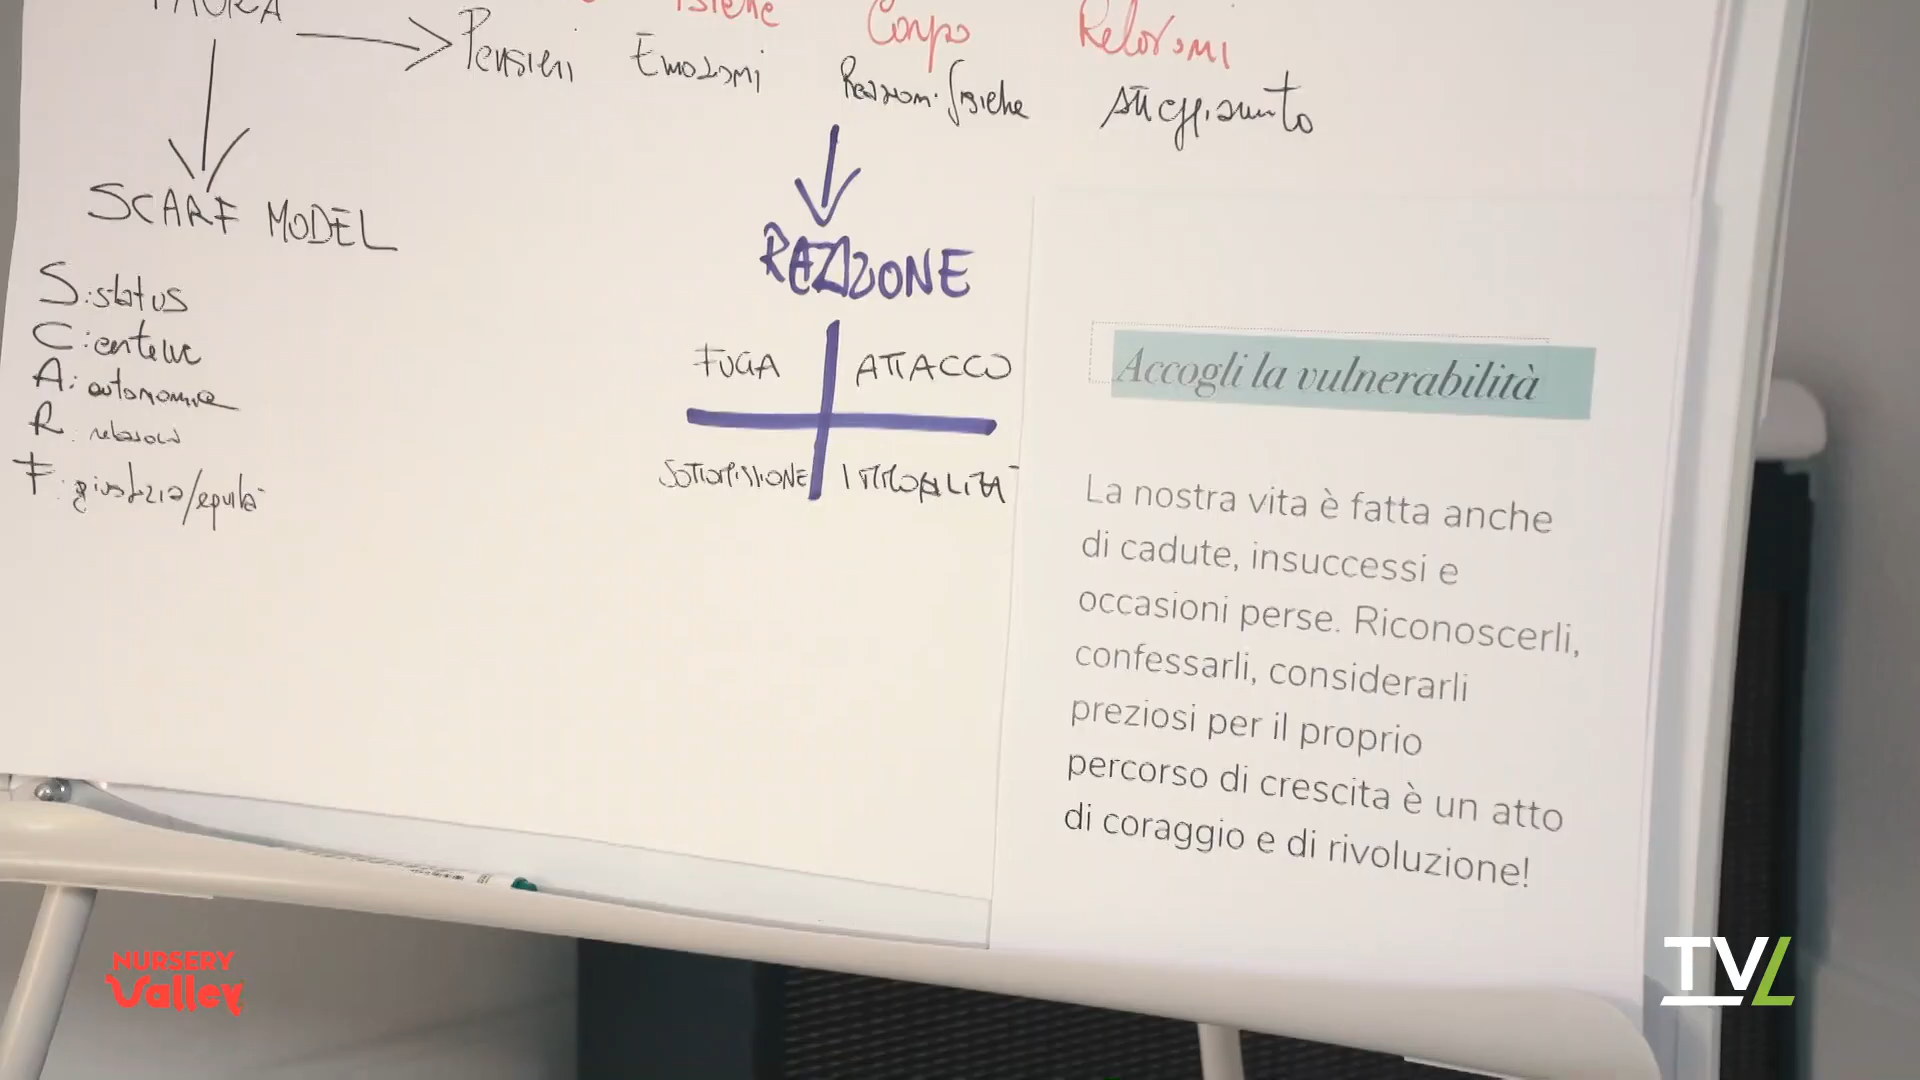 PAURA
Corpo
Relazioni
Pensieri
Emozioni
Reazioni fisiche
SCARF MODEL
S: status
C: certezze
A: autonomia
R: relazioni
F: giustizia/equità
REAZIONE
FUGA
ATTACCO
SOTTOMISSIONE
IMMOBILITÀ
Accogli la vulnerabilità
La nostra vita è fatta anche
di cadute, insuccessi e
occasioni perse. Riconoscerli,
confessarli, considerarli
preziosi per il proprio
percorso di crescita è un atto
di coraggio e di rivoluzione!
NURSERY
Valley
TVL